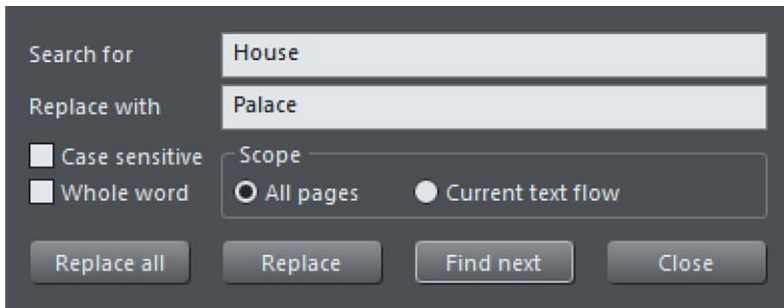 Search for House
Replace with Palace
Case sensitive Scope
Whole word All pages Current text flow
Replace all Replace Find next Close